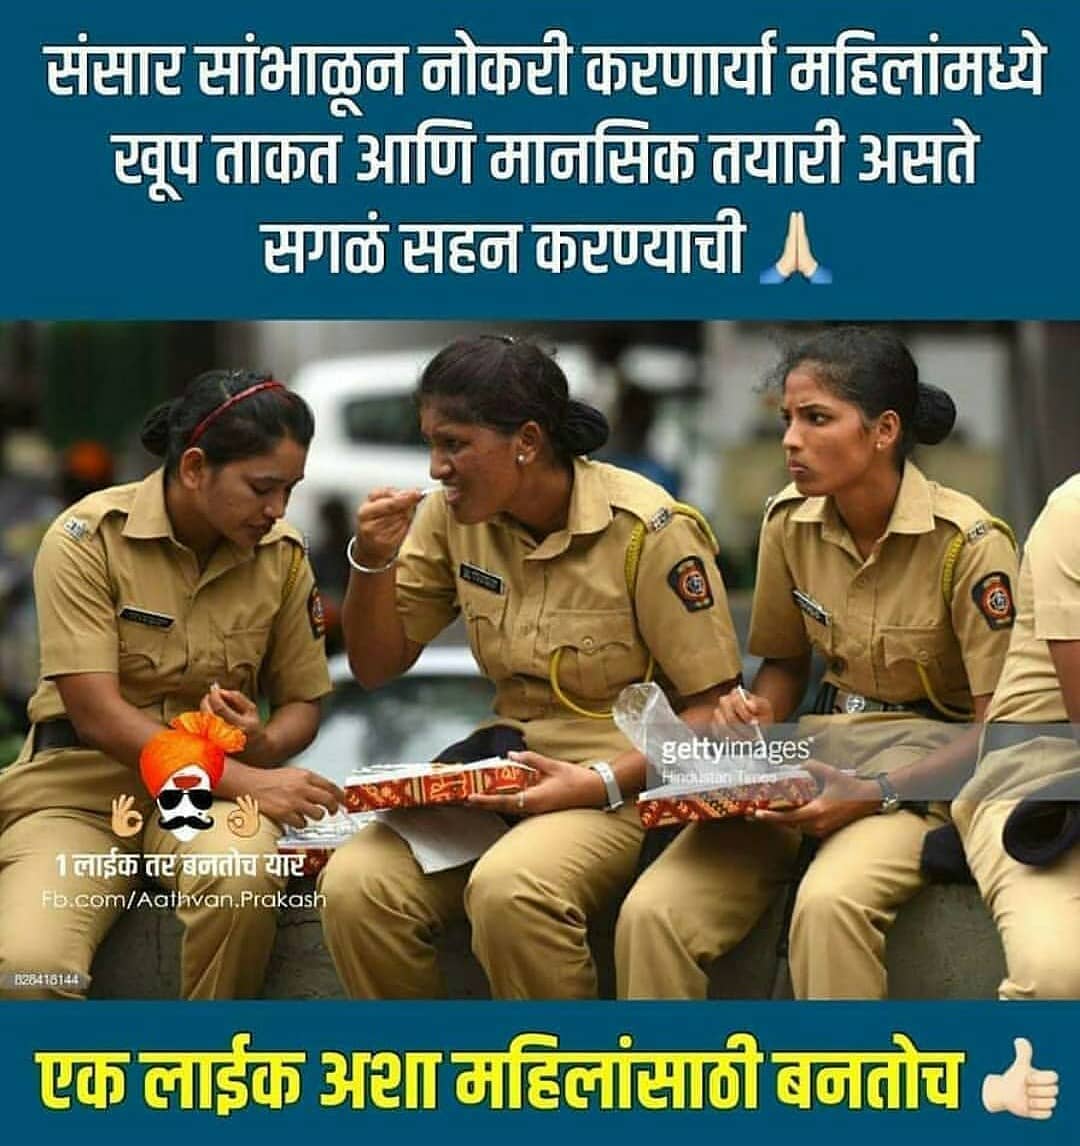 संसार सांभाळून नोकरी करणार्या महिलांमध्ये
खूप ताकत आणि मानसिक तयारी असते
सगळं सहन करण्याची 🙏🏻
gettyimages®
Hindustan Times
1 लाईक तर बनतोच यार
Fb.com/Aathvan.Prakash
828418144
एक लाईक अशा महिलांसाठी बनतोच 👍🏻